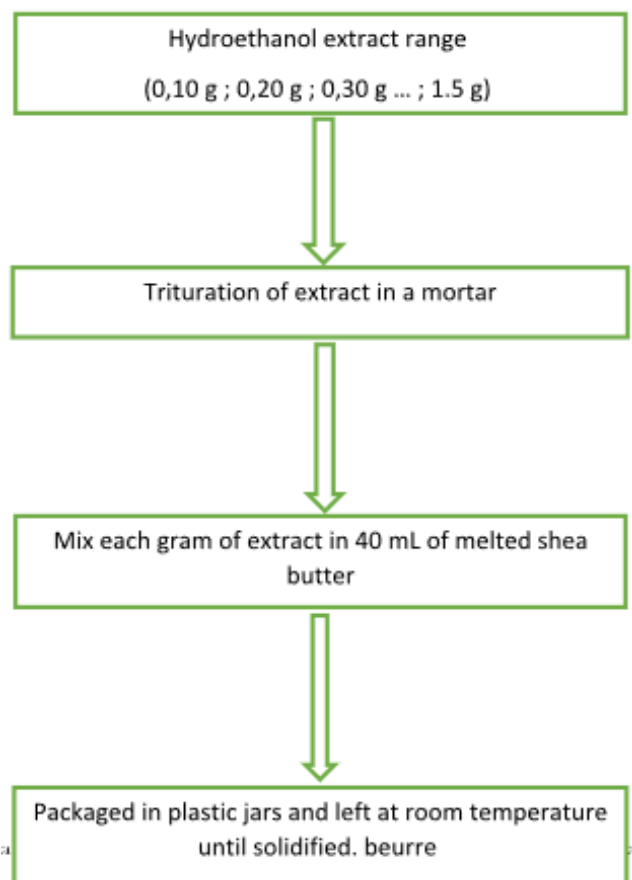 Hydroethanol extract range
(0,10 g ; 0,20 g ; 0,30 g ... ; 1.5 g)
Trituration of extract in a mortar
Mix each gram of extract in 40 mL of melted shea
butter
Packaged in plastic jars and left at room temperature
until solidified. beurre